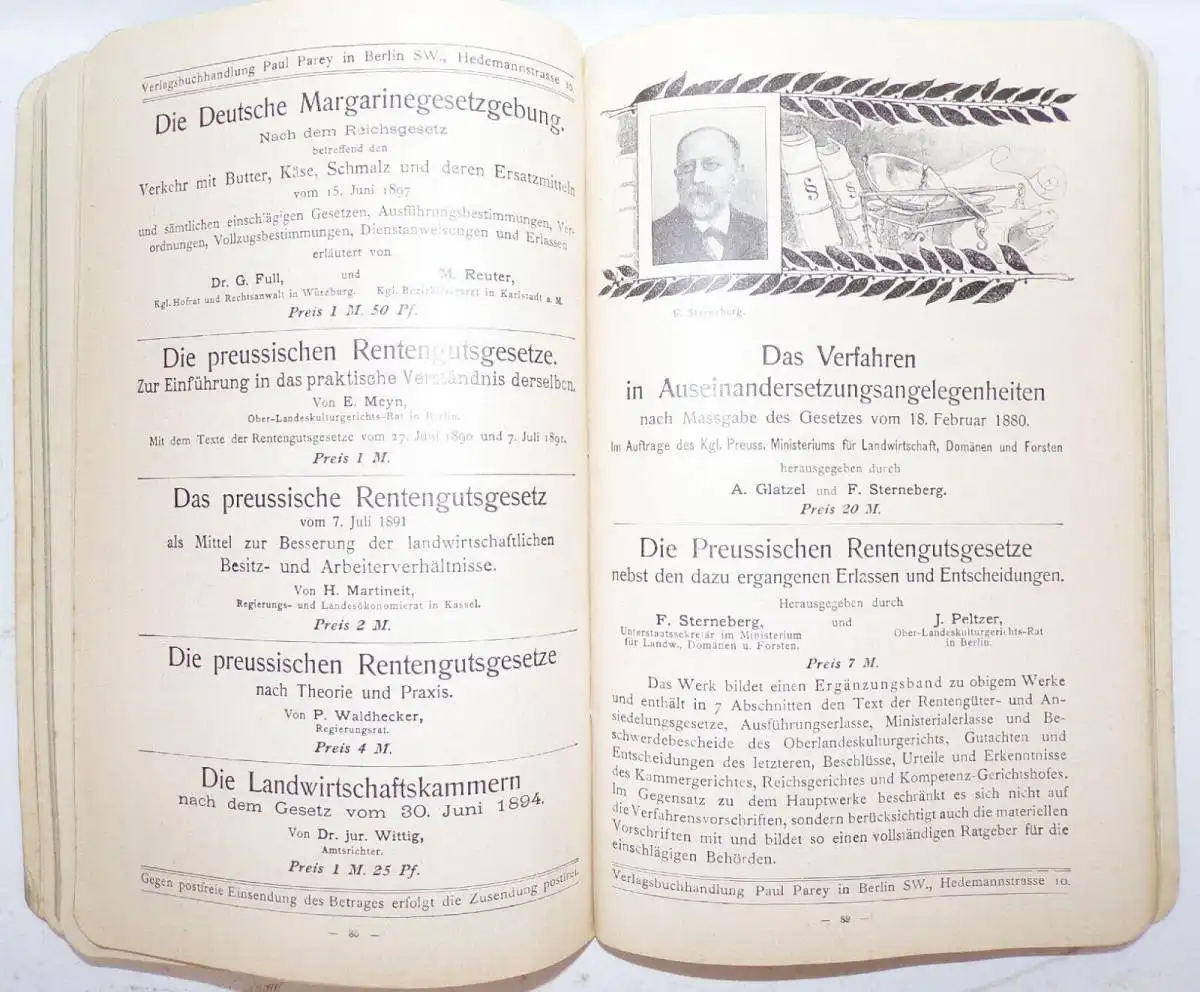 Verlagsbuchhandlung Paul Parey in Berlin SW., Hedemannstrasse 10.
Die Deutsche Margarinegesetzgebung.
Nach dem Reichsgesetz
betreffend den
Verkehr mit Butter, Käse, Schmalz und deren Ersatzmitteln
vom 15. Juni 1897
und sämtlichen einschlägigen Gesetzen, Ausführungsbestimmungen, Ver-
ordnungen, Vollzugsbestimmungen, Dienstanweisungen und Erlassen
erläutert von
Dr. G. Full, und M. Reuter,
Kgl. Hofrat und Rechtsanwalt in Würzburg. Kgl. Bezirkstierarzt in Karlstadt a. M.
Preis 1 M. 50 Pf.
Die preussischen Rentengutsgesetze.
Zur Einführung in das praktische Verständnis derselben.
Von E. Meyn,
Ober-Landeskulturgerichts-Rat in Berlin.
Mit dem Texte der Rentengutsgesetze vom 27. Juni 1890 und 7. Juli 1891.
Preis 1 M.
Das preussische Rentengutsgesetz
vom 7. Juli 1891
als Mittel zur Besserung der landwirtschaftlichen
Besitz- und Arbeiterverhältnisse.
Von H. Martineit,
Regierungs- und Landesökonomierat in Kassel.
Preis 2 M.
Die preussischen Rentengutsgesetze
nach Theorie und Praxis.
Von P. Waldhecker,
Regierungsrat.
Preis 4 M.
Die Landwirtschaftskammern
nach dem Gesetz vom 30. Juni 1894.
Von Dr. jur. Wittig,
Amtsrichter.
Preis 1 M. 25 Pf.
Gegen postfreie Einsendung des Betrages erfolgt die Zusendung postfrei.
§ §
F. Sterneberg.
Das Verfahren
in Auseinandersetzungsangelegenheiten
nach Massgabe des Gesetzes vom 18. Februar 1880.
Im Auftrage des Kgl. Preuss. Ministeriums für Landwirtschaft, Domänen und Forsten
herausgegeben durch
A. Glatzel und F. Sterneberg.
Preis 20 M.
Die Preussischen Rentengutsgesetze
nebst den dazu ergangenen Erlassen und Entscheidungen.
Herausgegeben durch
F. Sterneberg, und J. Peltzer,
Unterstaatssekretär im Ministerium Ober-Landeskulturgerichts-Rat
für Landw., Domänen u. Forsten. in Berlin.
Preis 7 M.
Das Werk bildet einen Ergänzungsband zu obigem Werke
und enthält in 7 Abschnitten den Text der Rentengüter- und An-
siedelungsgesetze, Ausführungserlasse, Ministerialerlasse und Be-
schwerdebescheide des Oberlandeskulturgerichts, Gutachten und
Entscheidungen des letzteren, Beschlüsse, Urteile und Erkenntnisse
des Kammergerichtes, Reichsgerichtes und Kompetenz-Gerichtshofes.
Im Gegensatz zu dem Hauptwerke beschränkt es sich nicht auf
die Verfahrensvorschriften, sondern berücksichtigt auch die materiellen
Vorschriften mit und bildet so einen vollständigen Ratgeber für die
einschlägigen Behörden.
Verlagsbuchhandlung Paul Parey in Berlin SW., Hedemannstrasse 10.